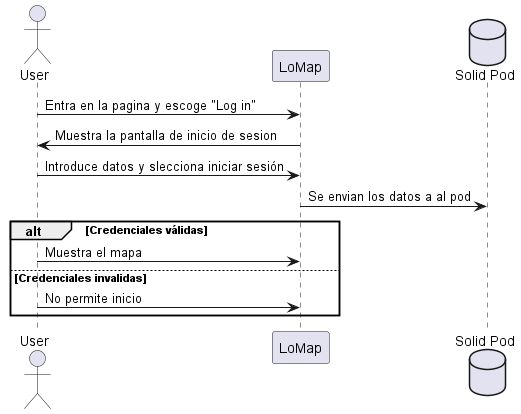 User
LoMap
Solid Pod
Entra en la pagina y escoge "Log in"
Muestra la pantalla de inicio de sesion
Introduce datos y slecciona iniciar sesión
Se envian los datos a al pod
alt [Credenciales válidas]
Muestra el mapa
[Credenciales invalidas]
No permite inicio
User
LoMap
Solid Pod